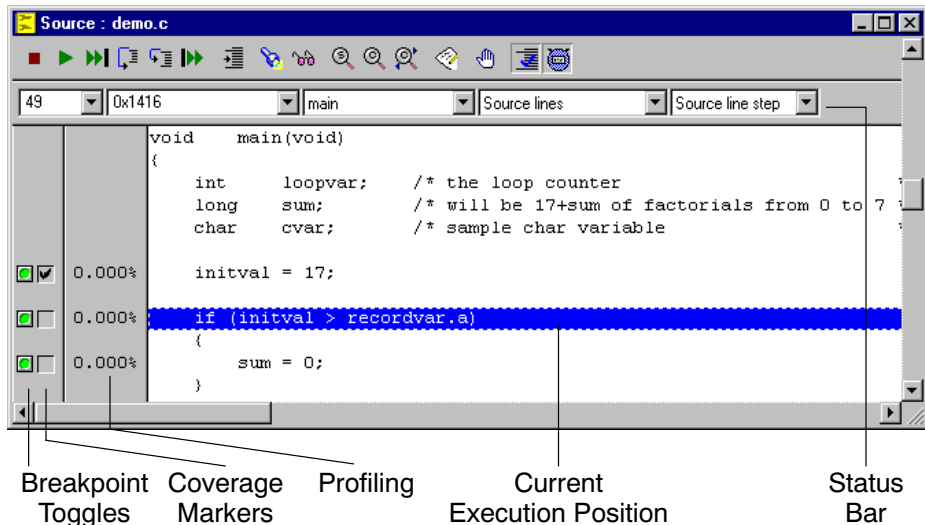 Source : demo.c
49 0x1416 main Source lines Source line step
void main(void)
{
int loopvar; /* the loop counter
long sum; /* will be 17+sum of factorials from 0 to 7
char cvar; /* sample char variable
0.000% initval = 17;
0.000% if (initval > recordvar.a)
{
0.000% sum = 0;
}
Breakpoint Toggles
Coverage Markers
Profiling
Current Execution Position
Status Bar